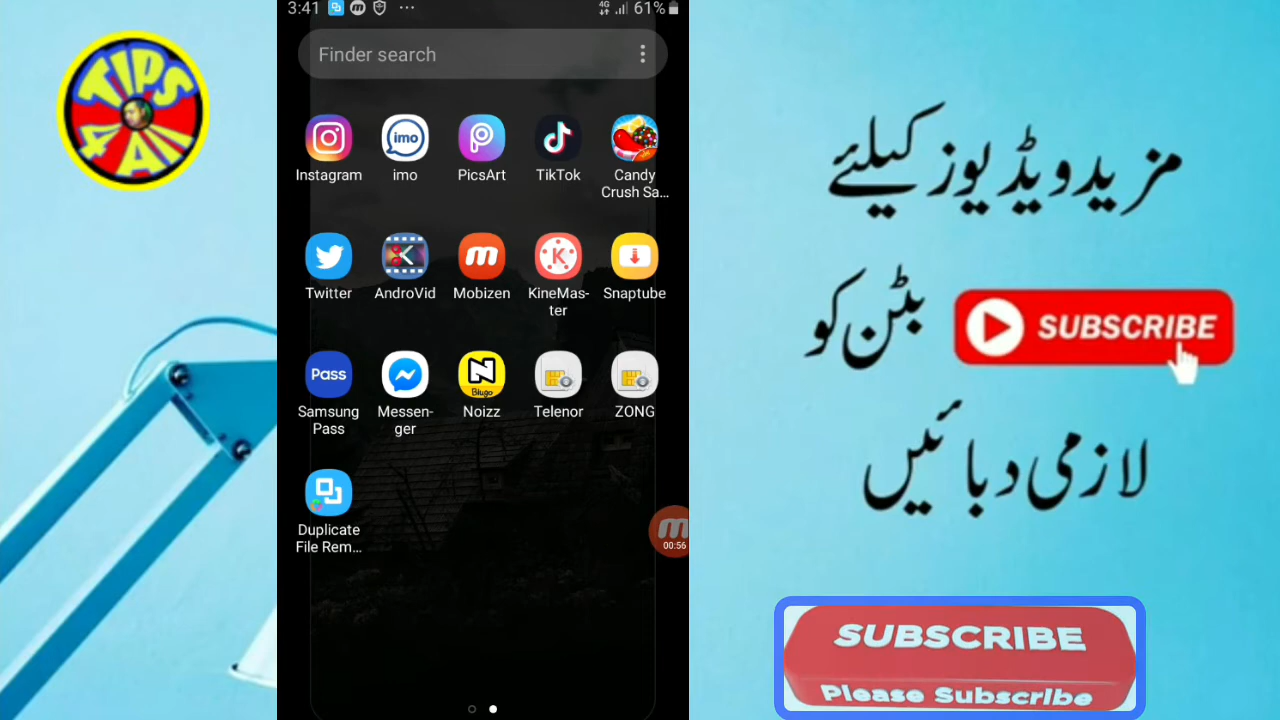 TIPS
4 All
3:41
4G
61%
Finder search
Instagram
imo
imo
PicsArt
TikTok
Candy
Crush Sa...
Twitter
AndroVid
Mobizen
KineMas-
ter
Snaptube
Pass
Samsung
Pass
Messen-
ger
Biugo
Noizz
Telenor
ZONG
Duplicate
File Rem...
00:56
مزید ویڈیوز کیلئے
بٹن کو
SUBSCRIBE
لازمی دبائیں
SUBSCRIBE
Please Subscribe